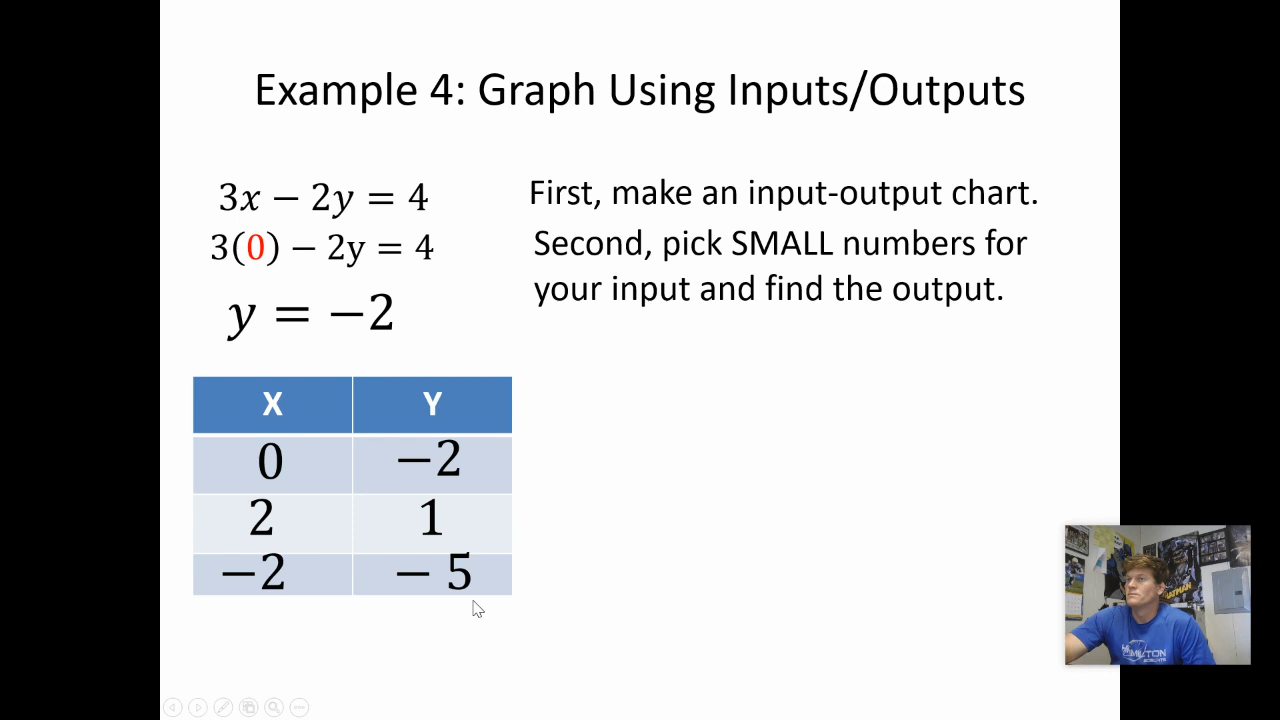 Example 4: Graph Using Inputs/Outputs
3x − 2y = 4
First, make an input-output chart.
3(0) − 2y = 4
Second, pick SMALL numbers for
your input and find the output.
y = −2
X Y
0 −2
2 1
−2 − 5